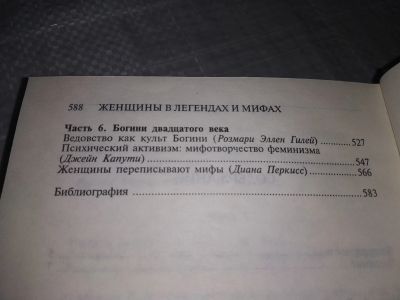 588 ЖЕНЩИНЫ В ЛЕГЕНДАХ И МИФАХ
Часть 6. Богини двадцатого века
Ведовство как культ Богини (Розмари Эллен Гилей) ............527
Психический активизм: мифотворчество феминизма
(Джейн Капути) ..........................................................547
Женщины переписывают мифы (Диана Перкисс) .............566
Библиография ..............................................................583